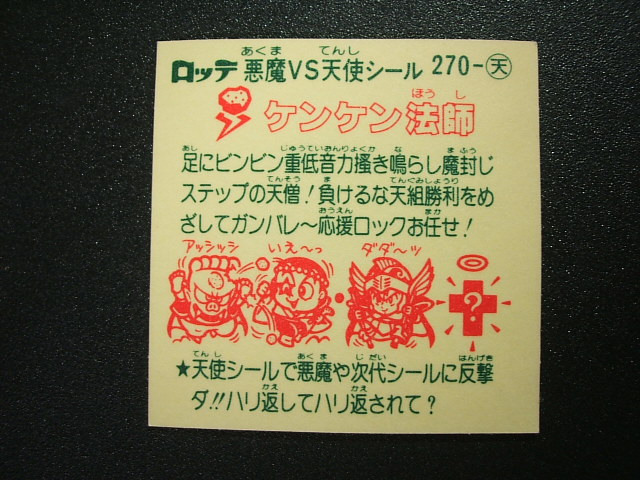 ロッテ 悪魔VS天使シール 270-天
あくま てんし
ケンケン法師
ほうし
足にビンビン重低音力掻き鳴らし魔封じ
あし じゅうていおんりょくか な まふう
ステップの天僧!負けるな天組勝利をめ
てんそう ま てんぐみしょうり
ざしてガンバレ〜応援ロックお任せ!
おうえん まか
アッシッシ いえ〜っ ダダ〜ッ
?
★天使シールで悪魔や次代シールに反撃
てんし あくま じだい はんげき
ダ!!ハリ返してハリ返されて?
かえ かえ